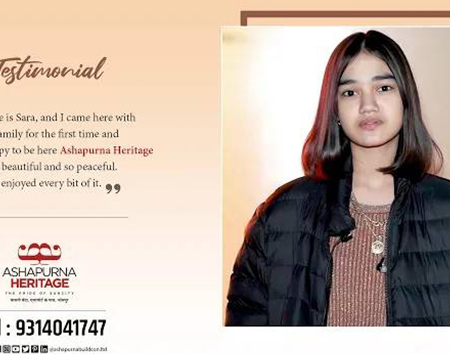 Testimonial
e is Sara, and I came here with
amily for the first time and
py to be here Ashapurna Heritage
beautiful and so peaceful.
enjoyed every bit of it. ”
ASHAPURNA
HERITAGE
THE PRIDE OF SANCITY
: 9314041747
@ashapurnabuildcon.ltd